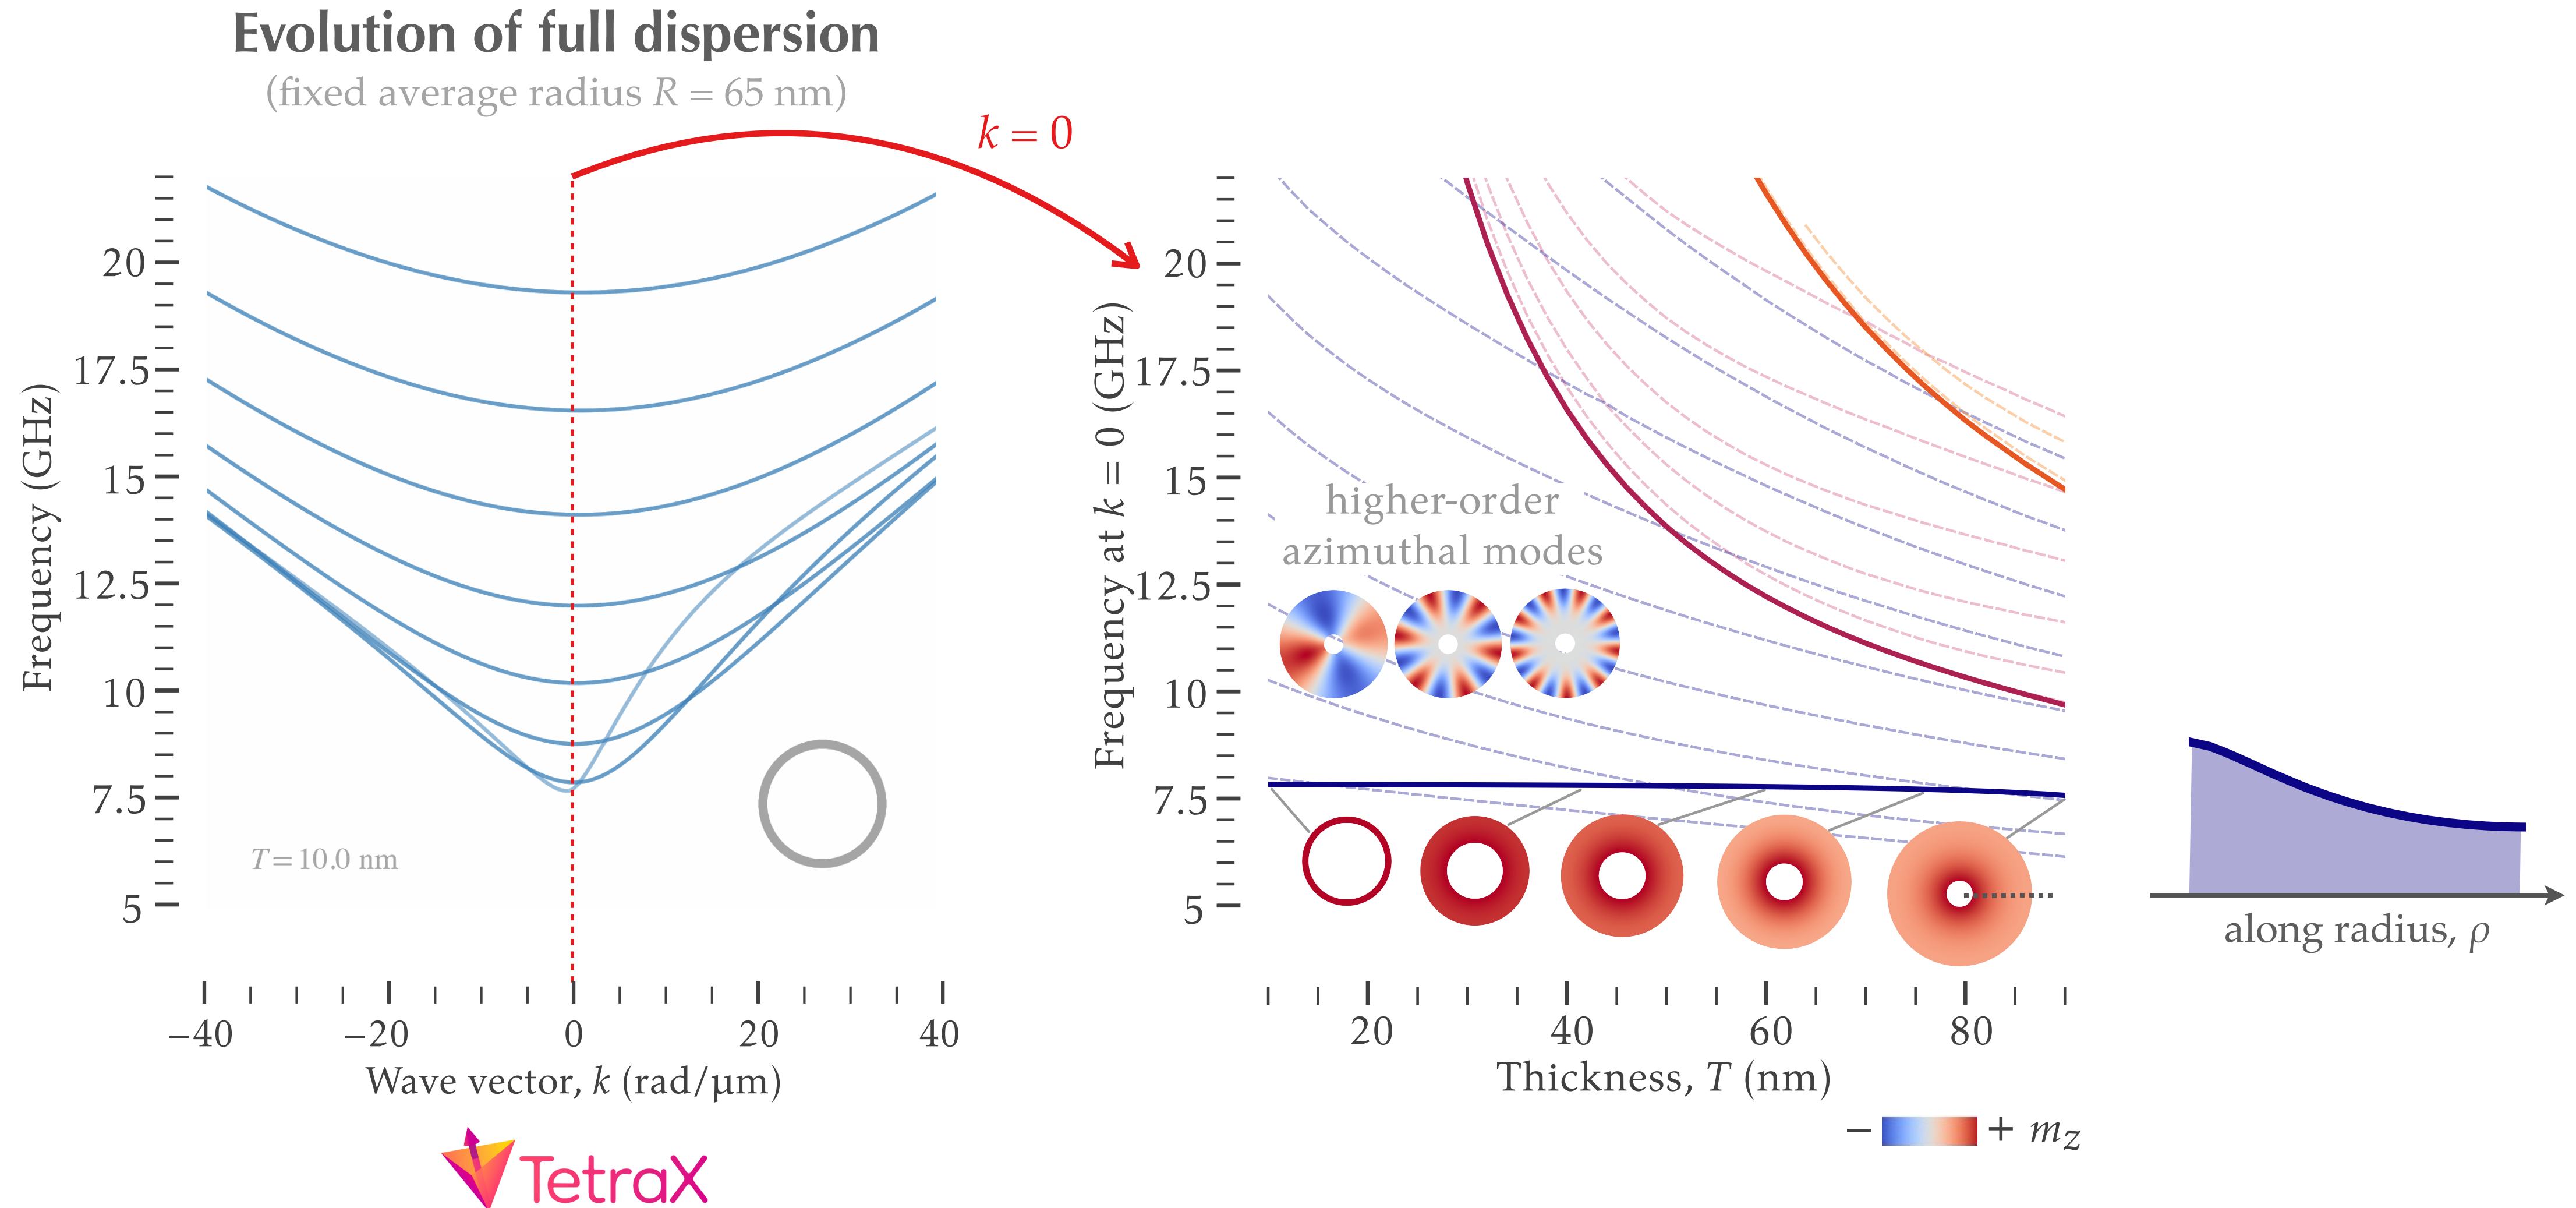 Evolution of full dispersion
(fixed average radius R = 65 nm)
k = 0
Frequency (GHz)
20
17.5
15
12.5
10
7.5
5
T = 10.0 nm
−40
−20
0
20
40
Wave vector, k (rad/µm)
TetraX
Frequency at k = 0 (GHz)
20
17.5
15
12.5
10
7.5
5
higher-order
azimuthal modes
20
40
60
80
Thickness, T (nm)
− + mz
along radius, ρ